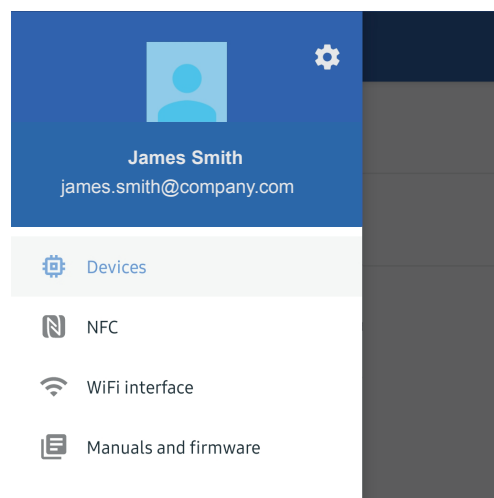 James Smith
james.smith@company.com
Devices
NFC
WiFi interface
Manuals and firmware